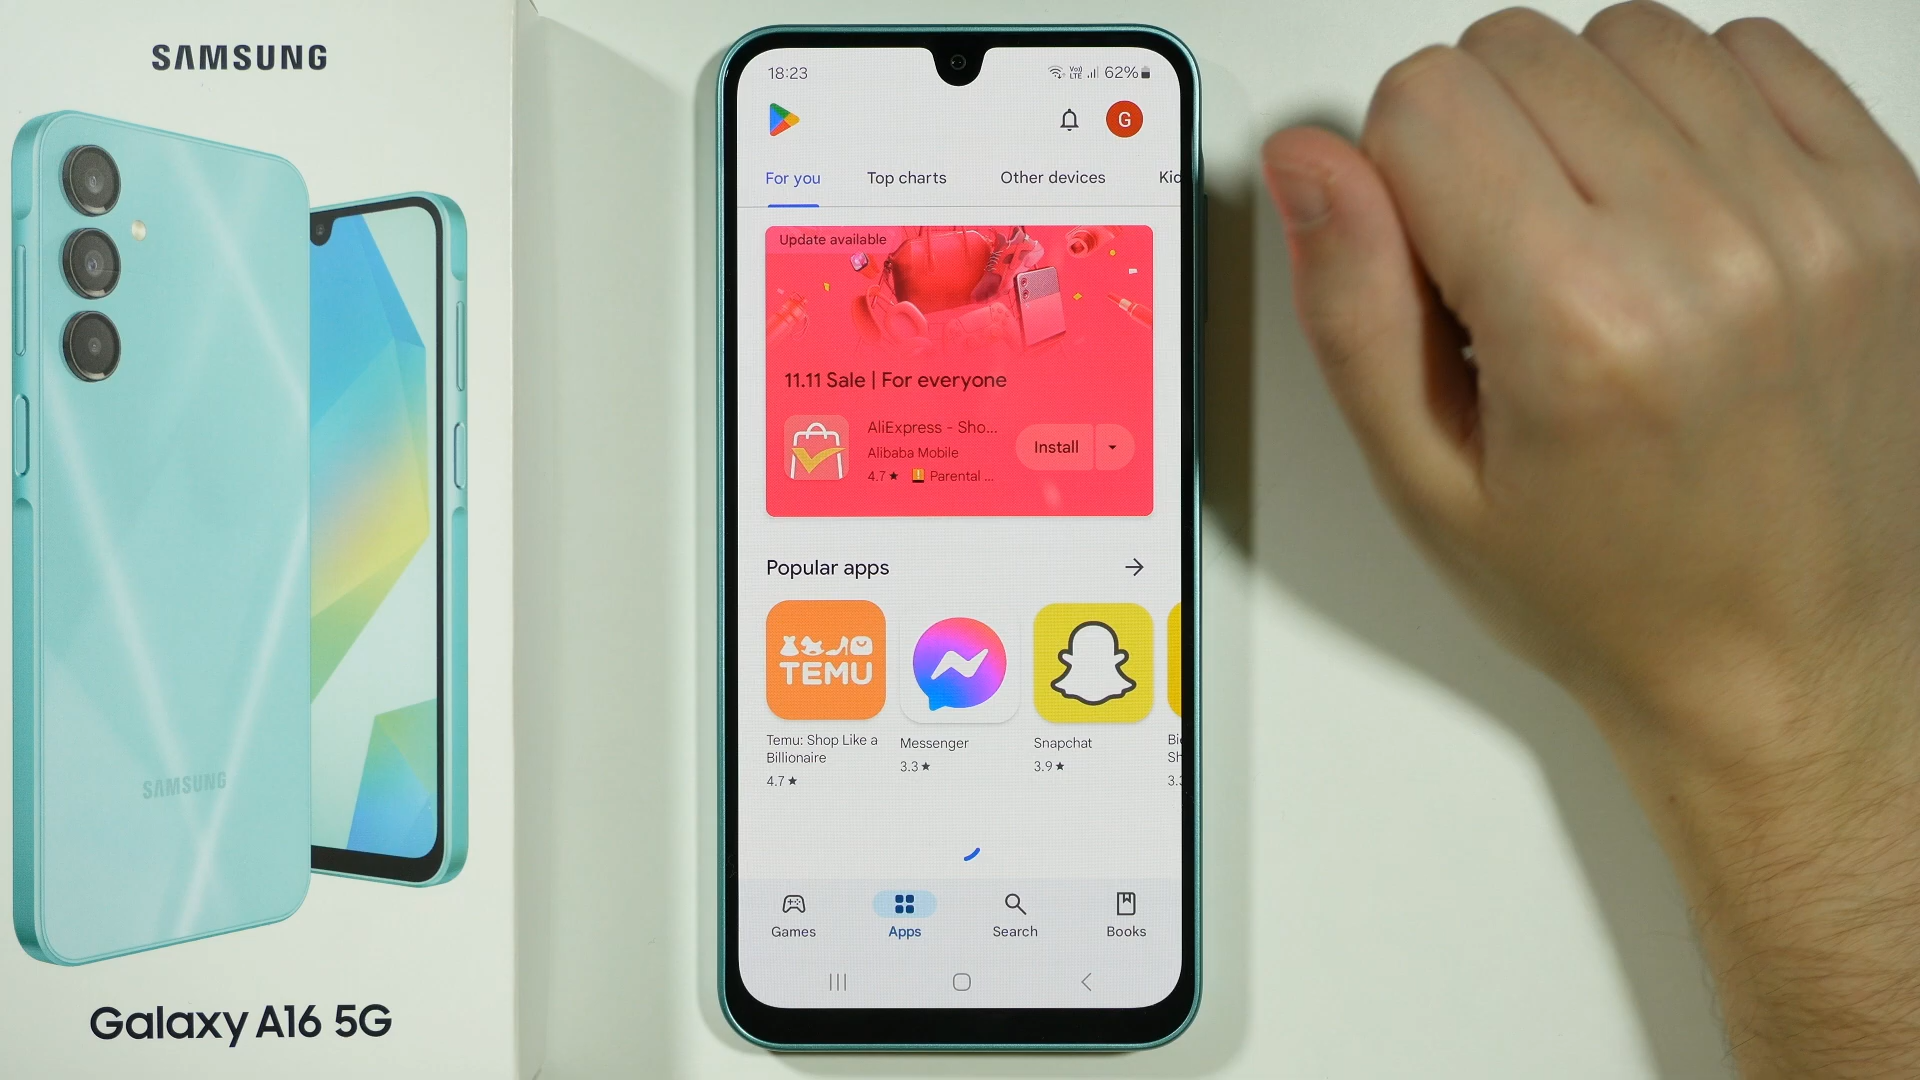 SAMSUNG
SAMSUNG
Galaxy A16 5G
18:23
Vo) LTE 62%
G
For you
Top charts
Other devices
Update available
11.11 Sale | For everyone
AliExpress - Sho...
Alibaba Mobile
4.7★ Parental ...
Install
Popular apps
TEMU
Temu: Shop Like a
Billionaire
4.7★
Messenger
3.3★
Snapchat
3.9★
Games
Apps
Search
Books